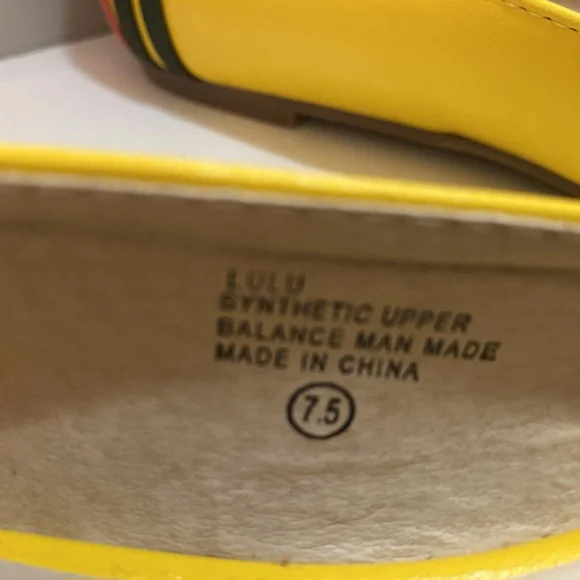 LULU
SYNTHETIC UPPER
BALANCE MAN MADE
MADE IN CHINA
7.5